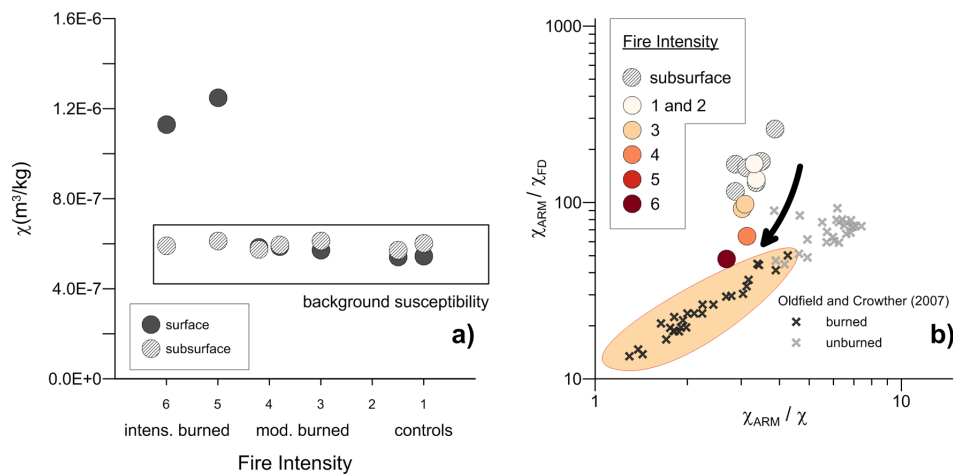 1.6E-6
1.2E-6
8.0E-7
4.0E-7
0.0E+0
χ(m³/kg)
background susceptibility
surface
subsurface
a)
6 5 4 3 2 1
intens. burned mod. burned controls
Fire Intensity
1000
100
10
χARM / χFD
Fire Intensity
subsurface
1 and 2
3
4
5
6
Oldfield and Crowther (2007)
burned
unburned
b)
1 10
χARM / χ